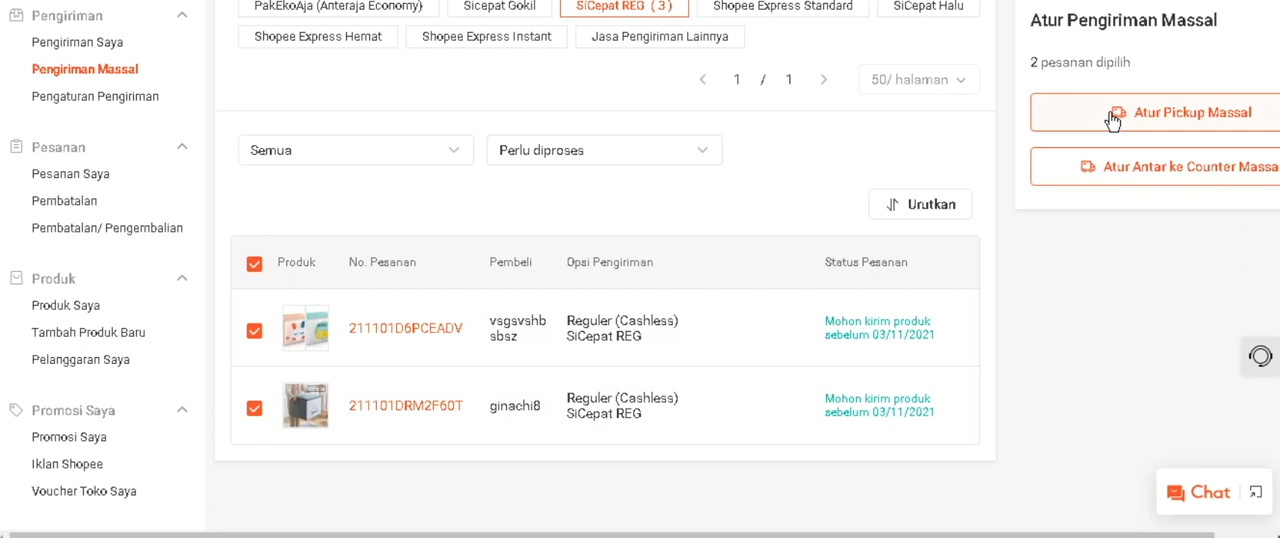 Pengiriman
Pengiriman Saya
Pengiriman Massal
Pengaturan Pengiriman
Pesanan
Pesanan Saya
Pembatalan
Pembatalan/ Pengembalian
Produk
Produk Saya
Tambah Produk Baru
Pelanggaran Saya
Promosi Saya
Promosi Saya
Iklan Shopee
Voucher Toko Saya
PakEkoAja (Anteraja Economy)
Sicepat Gokil
SiCepat REG ( 3 )
Shopee Express Standard
SiCepat Halu
Shopee Express Hemat
Shopee Express Instant
Jasa Pengiriman Lainnya
1 / 1
50/ halaman
Semua
Perlu diproses
Urutkan
Produk No. Pesanan Pembeli Opsi Pengiriman Status Pesanan
211101D6PCEADV
vsgsvshb
sbsz
Reguler (Cashless)
SiCepat REG
Mohon kirim produk
sebelum 03/11/2021
211101DRM2F60T
ginachi8
Reguler (Cashless)
SiCepat REG
Mohon kirim produk
sebelum 03/11/2021
Atur Pengiriman Massal
2 pesanan dipilih
Atur Pickup Massal
Atur Antar ke Counter Massa
Chat